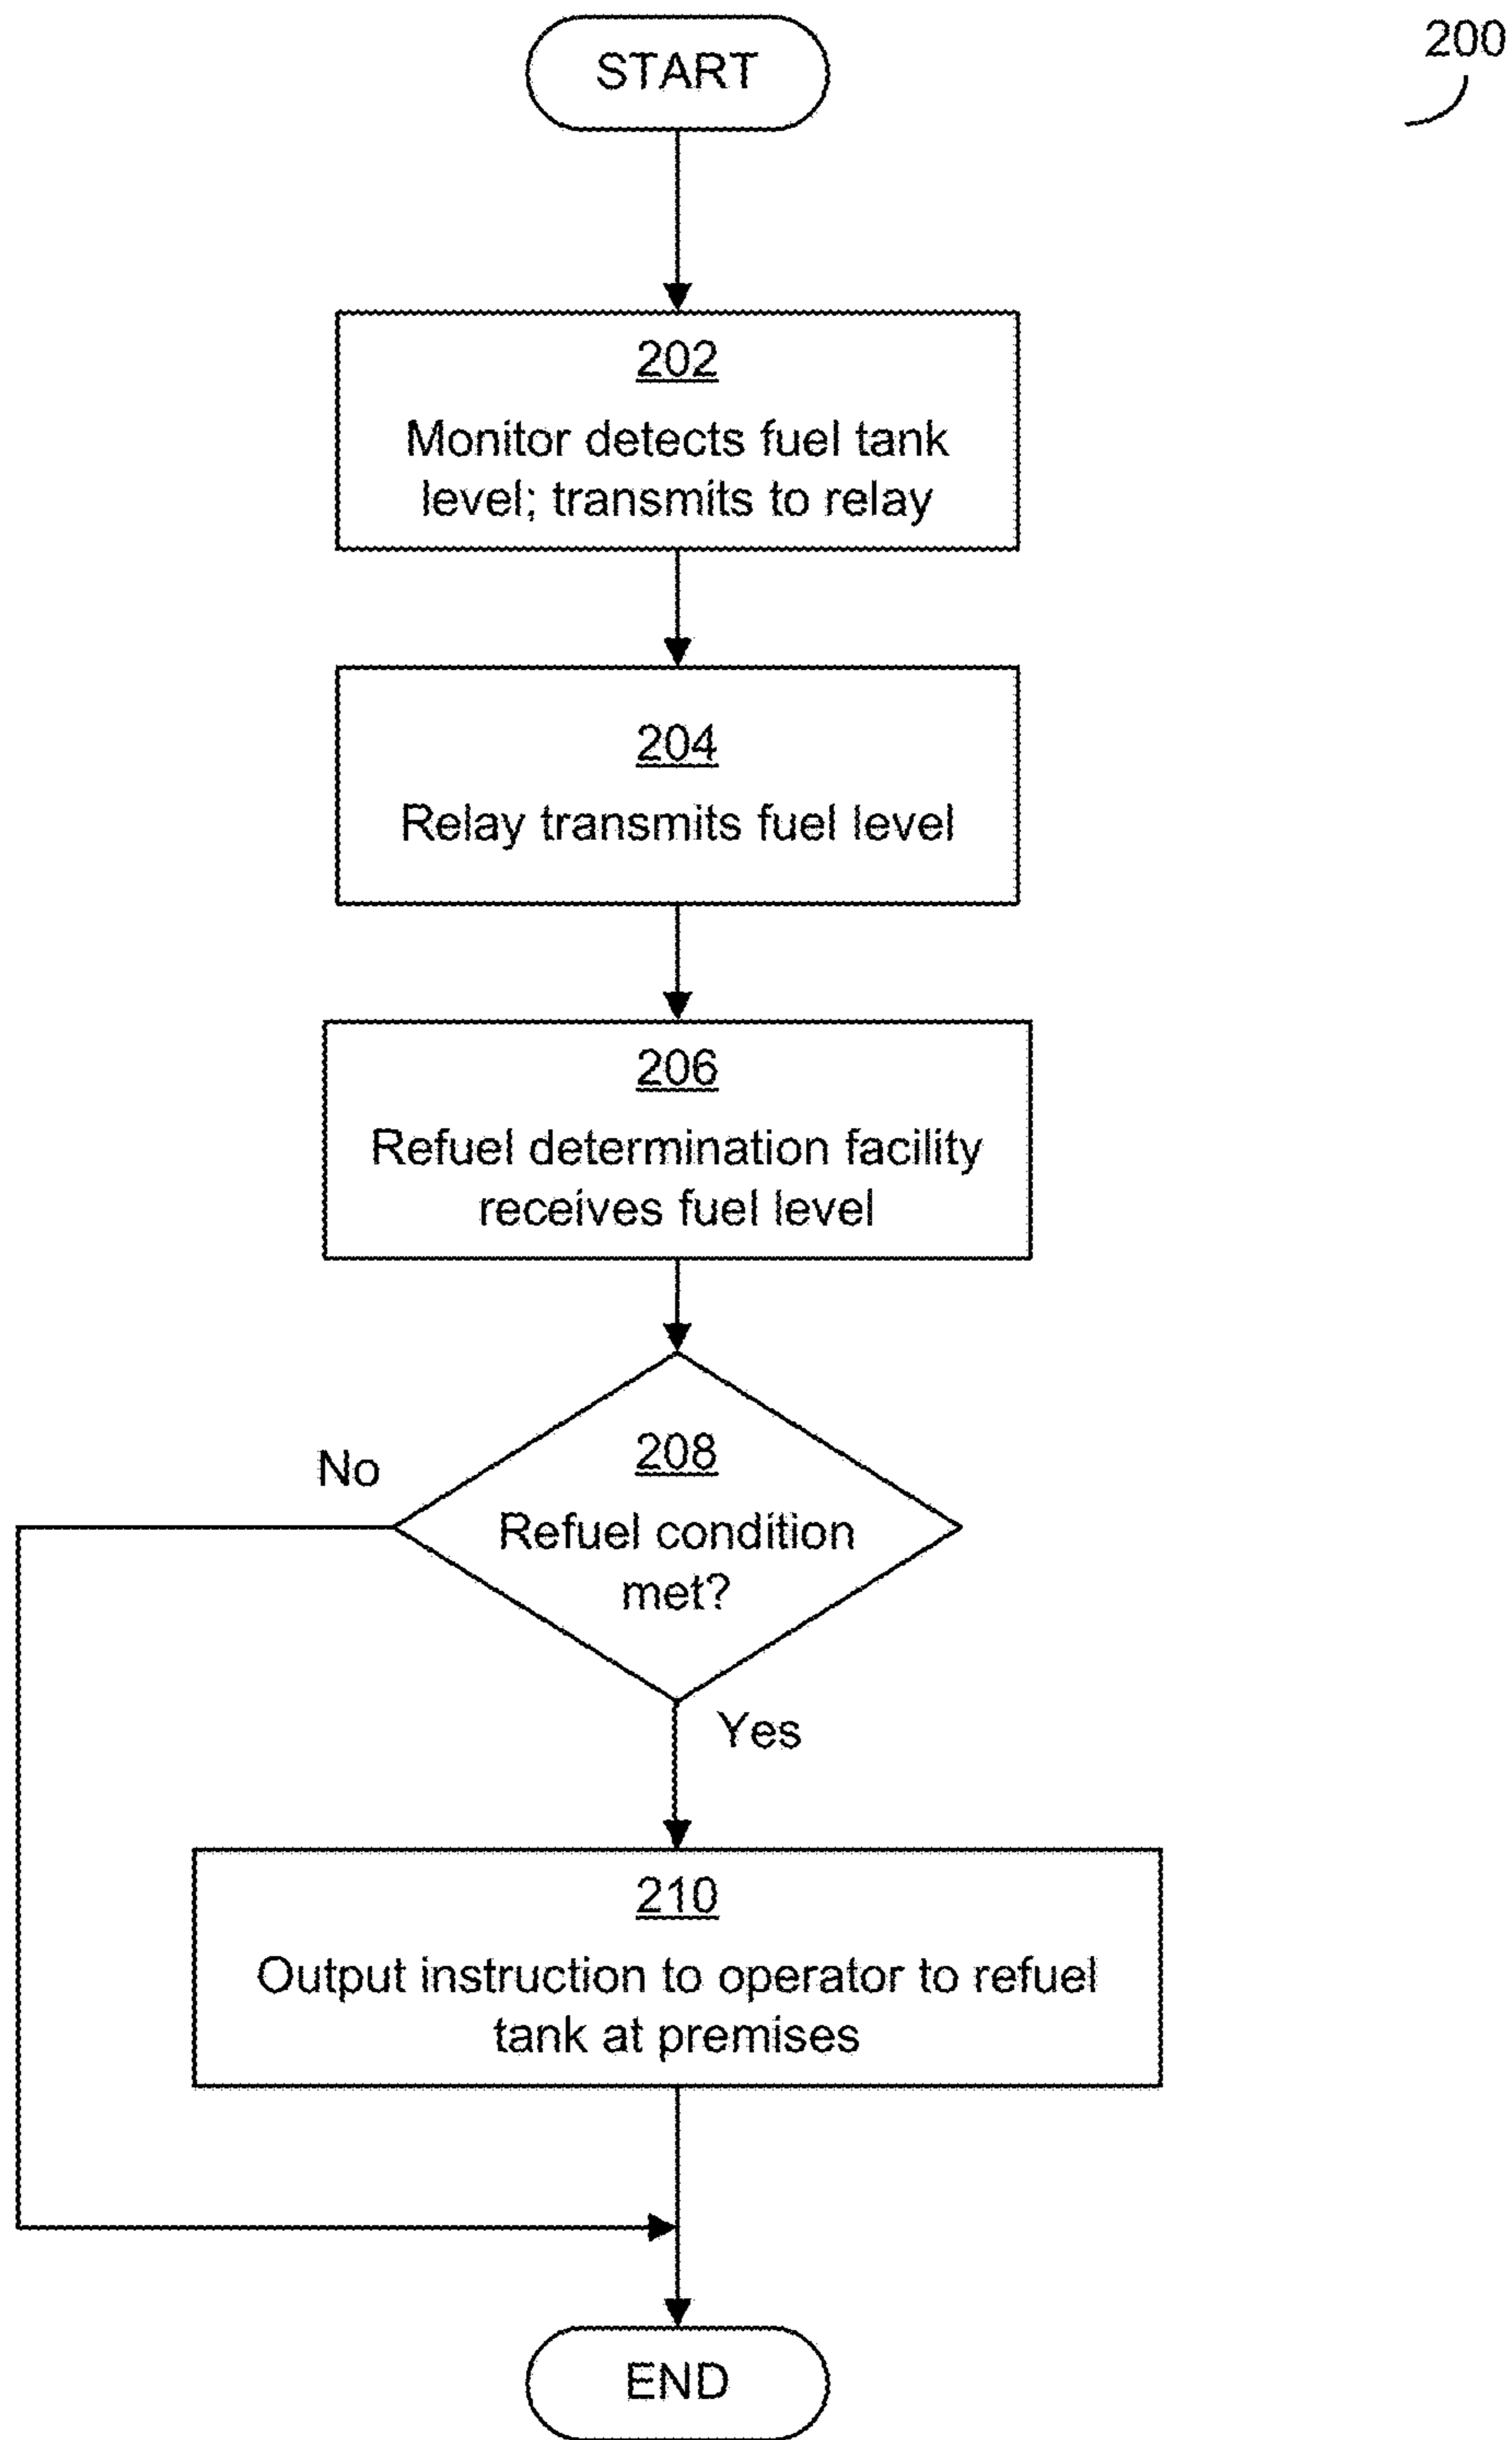 200
START
202
Monitor detects fuel tank
level; transmits to relay
204
Relay transmits fuel level
206
Refuel determination facility
receives fuel level
208
Refuel condition
met?
No
Yes
210
Output instruction to operator to refuel
tank at premises
END